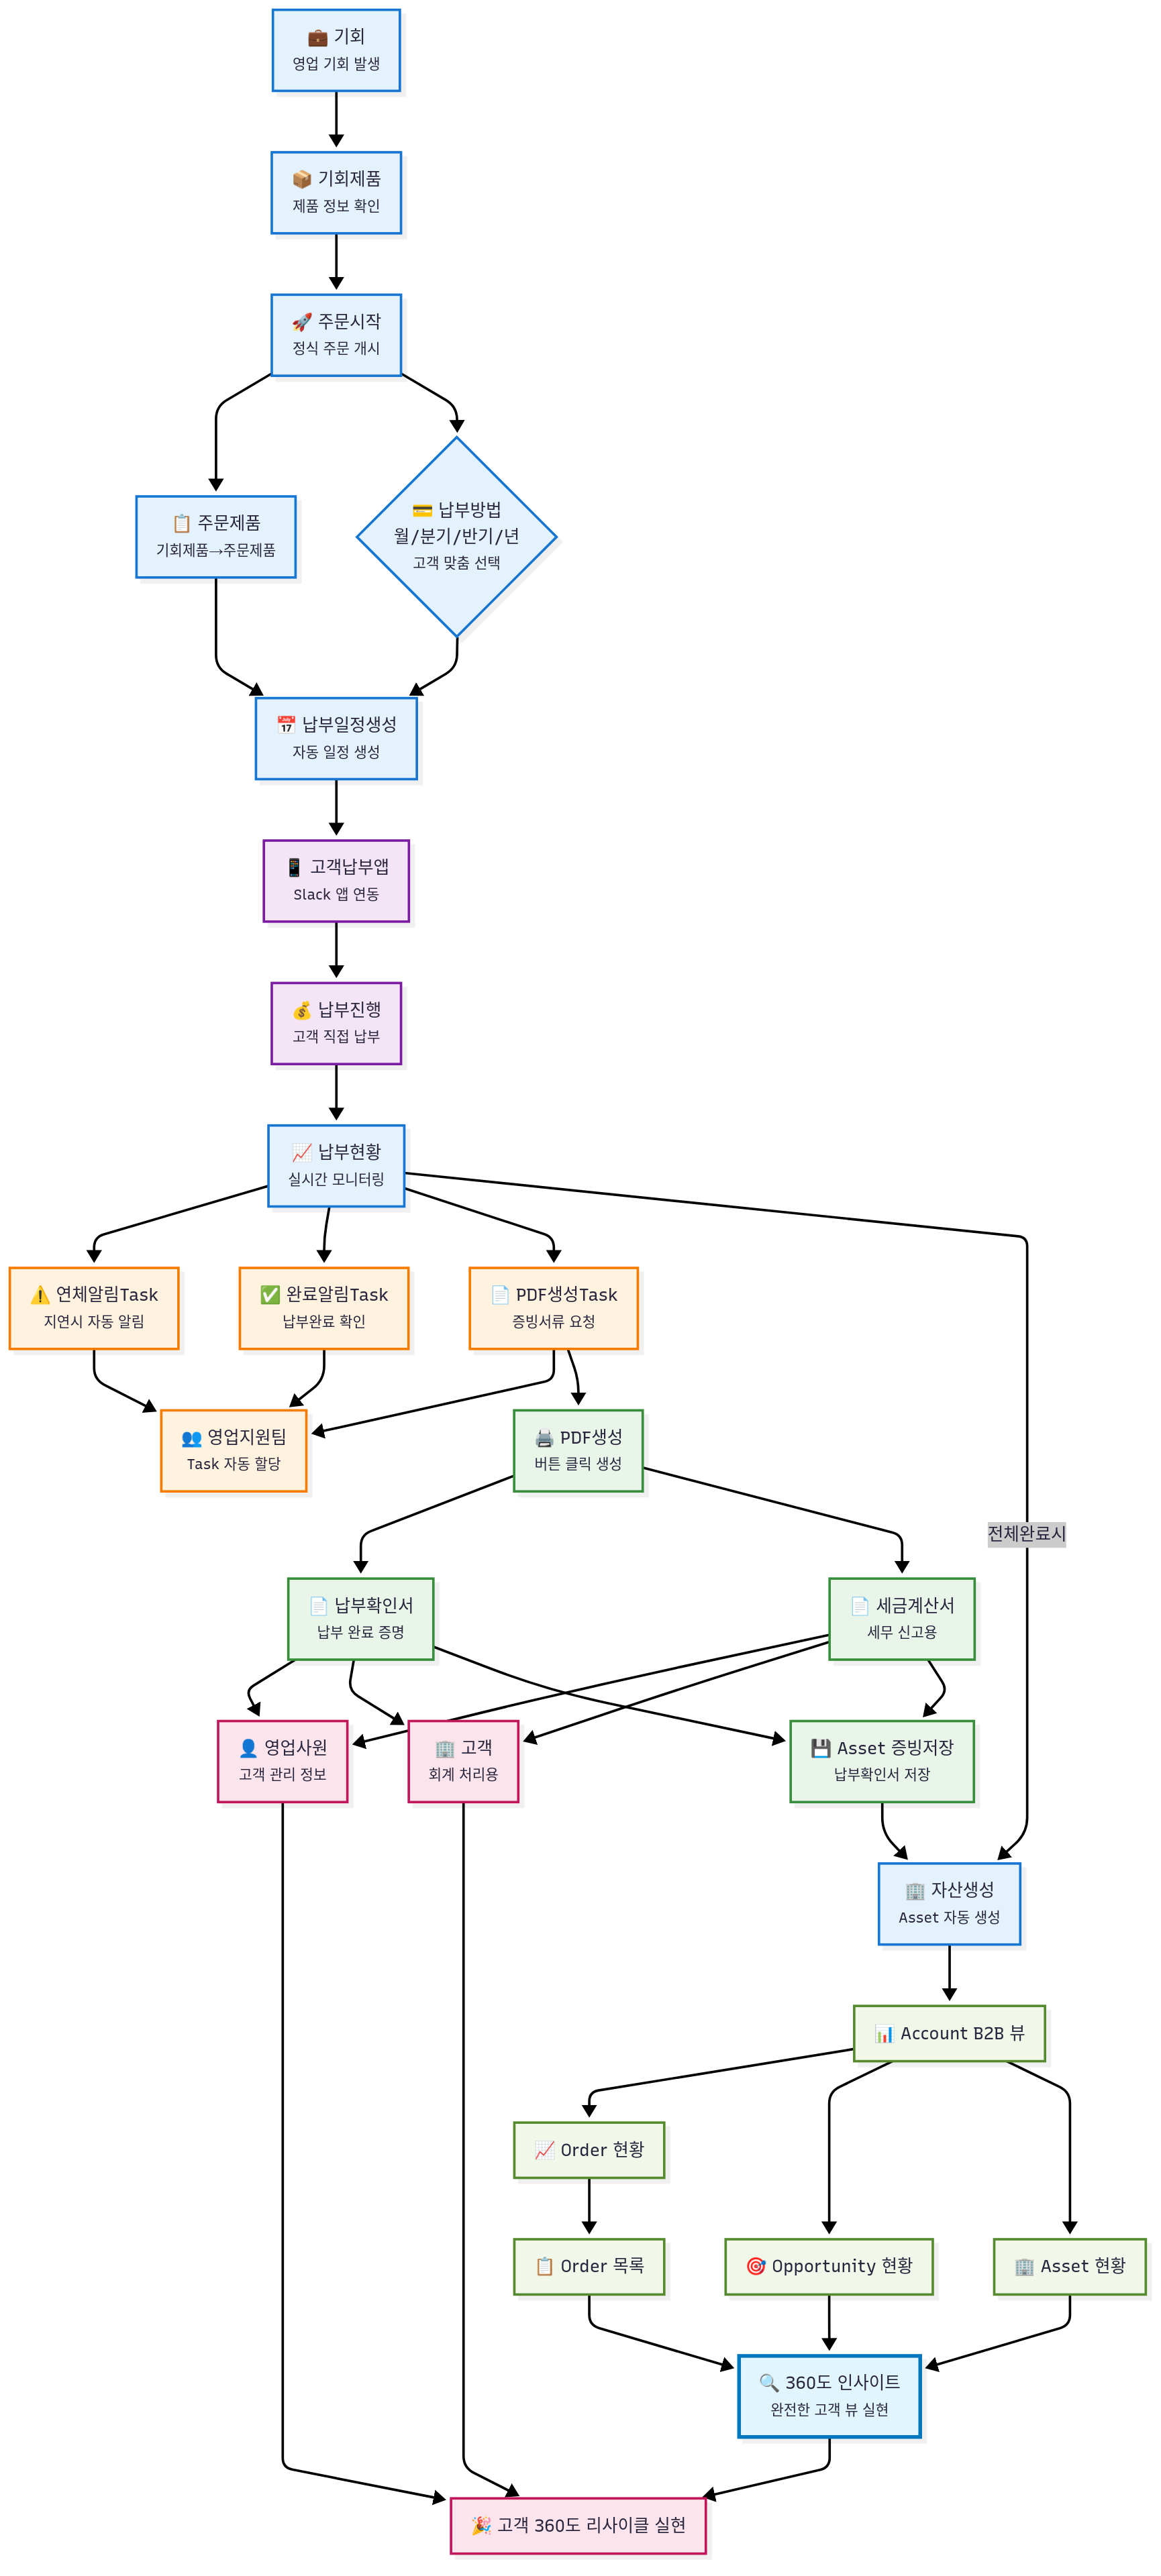 💼 기회
영업 기회 발생
📦 기회제품
제품 정보 확인
🚀 주문시작
정식 주문 개시
📋 주문제품
기회제품→주문제품
💳 납부방법
월/분기/반기/년
고객 맞춤 선택
📅 납부일정생성
자동 일정 생성
📱 고객납부앱
Slack 앱 연동
💰 납부진행
고객 직접 납부
📈 납부현황
실시간 모니터링
⚠️ 연체알림Task
지연시 자동 알림
✅ 완료알림Task
납부완료 확인
📄 PDF생성Task
증빙서류 요청
👥 영업지원팀
Task 자동 할당
🖨️ PDF생성
버튼 클릭 생성
전체완료시
📄 납부확인서
납부 완료 증명
📄 세금계산서
세무 신고용
👤 영업사원
고객 관리 정보
🏢 고객
회계 처리용
💾 Asset 증빙저장
납부확인서 저장
🏢 자산생성
Asset 자동 생성
📊 Account B2B 뷰
📈 Order 현황
📋 Order 목록
🎯 Opportunity 현황
🏢 Asset 현황
🔍 360도 인사이트
완전한 고객 뷰 실현
🎉 고객 360도 리사이클 실현